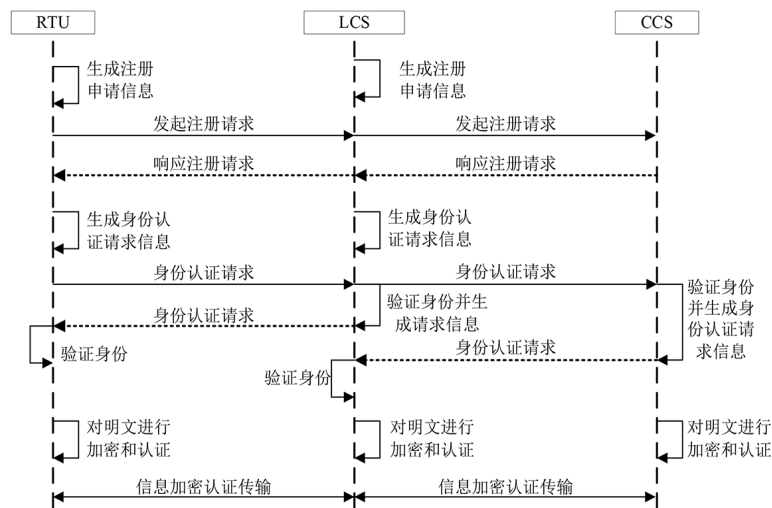 RTU
LCS
CCS
生成注册
申请信息
生成注册
申请信息
发起注册请求
发起注册请求
响应注册请求
响应注册请求
生成身份认
证请求信息
生成身份认
证请求信息
身份认证请求
身份认证请求
验证身份并生
成请求信息
验证身份
并生成身
份认证请
求信息
身份认证请求
验证身份
身份认证请求
验证身份
对明文进行
加密和认证
对明文进行
加密和认证
对明文进行
加密和认证
信息加密认证传输
信息加密认证传输